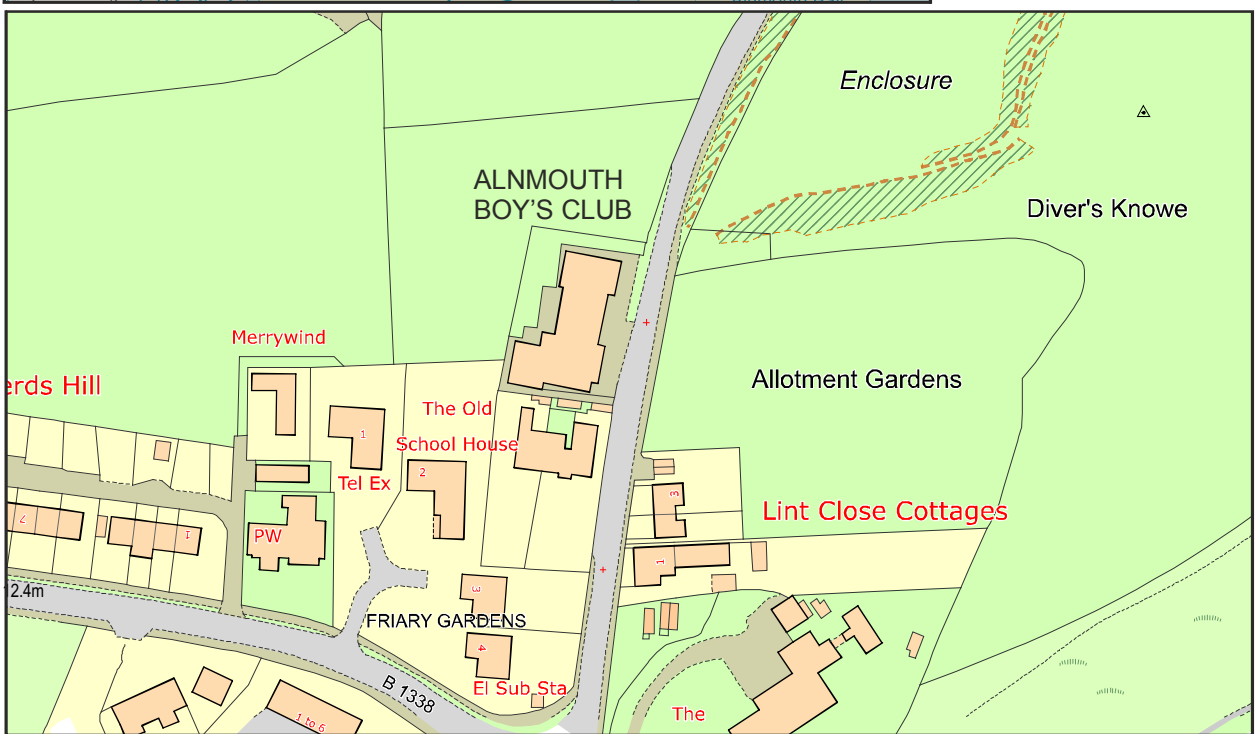 Enclosure
ALNMOUTH
BOY'S CLUB
Diver's Knowe
Merrywind
erds Hill
Allotment Gardens
The Old
School House
1
2
Tel Ex
3
Lint Close Cottages
7
1
PW
1
12.4m
3
FRIARY GARDENS
4
El Sub Sta
B 1338
1 to 6
The